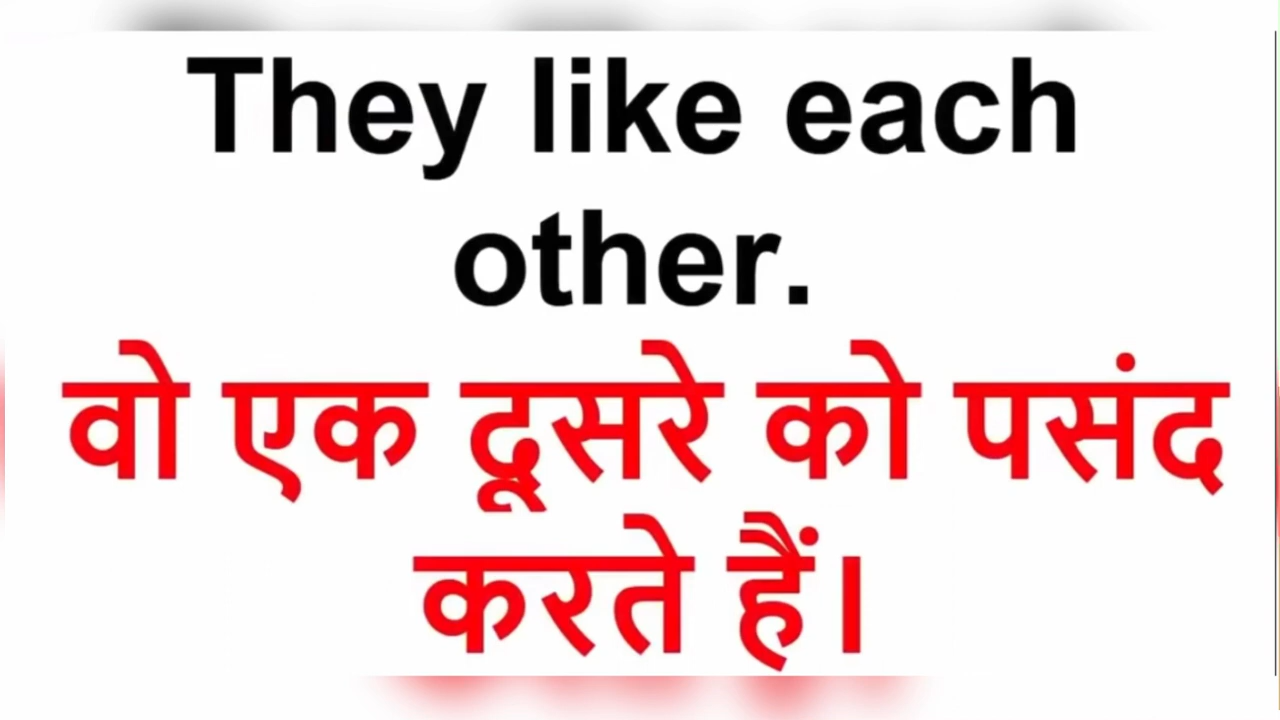 They like each
other.
वो एक दूसरे को पसंद
करते हैं।